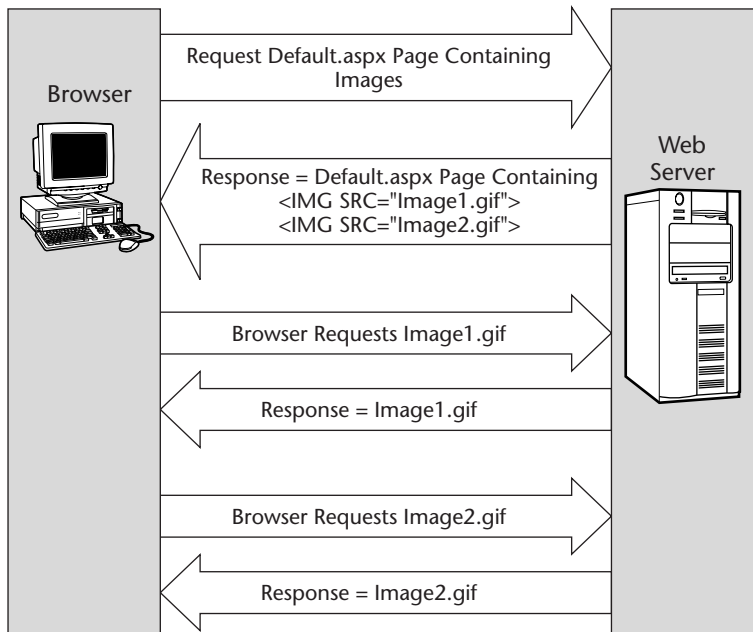 Request Default.aspx Page Containing
Images
Browser
Web
Server
Response = Default.aspx Page Containing
<IMG SRC="Image1.gif">
<IMG SRC="Image2.gif">
Browser Requests Image1.gif
Response = Image1.gif
Browser Requests Image2.gif
Response = Image2.gif